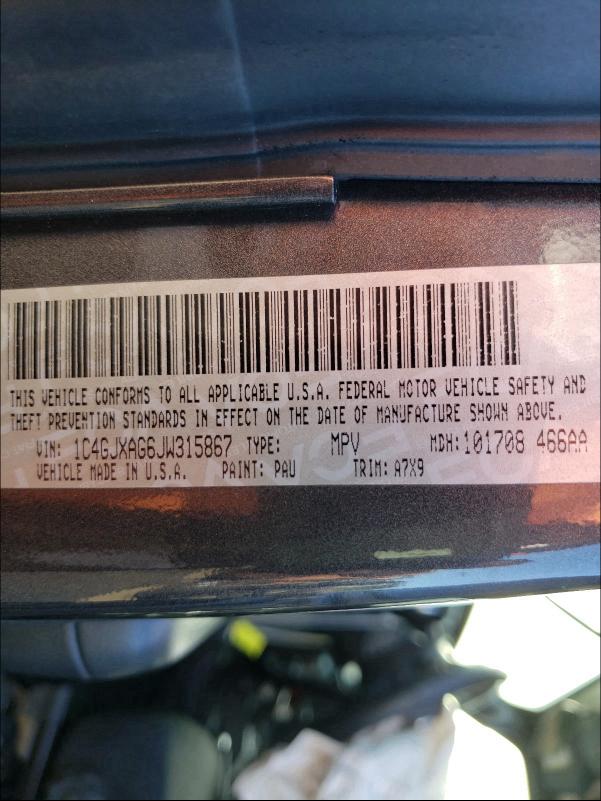 THIS VEHICLE CONFORMS TO ALL APPLICABLE U.S.A. FEDERAL MOTOR VEHICLE SAFETY AND
THEFT PREVENTION STANDARDS IN EFFECT ON THE DATE OF MANUFACTURE SHOWN ABOVE.
VIN: 1C4GJXAG6JW315867 TYPE: MPV MDH: 101708 466AA
VEHICLE MADE IN U.S.A. PAINT: PAU TRIM: A7X9